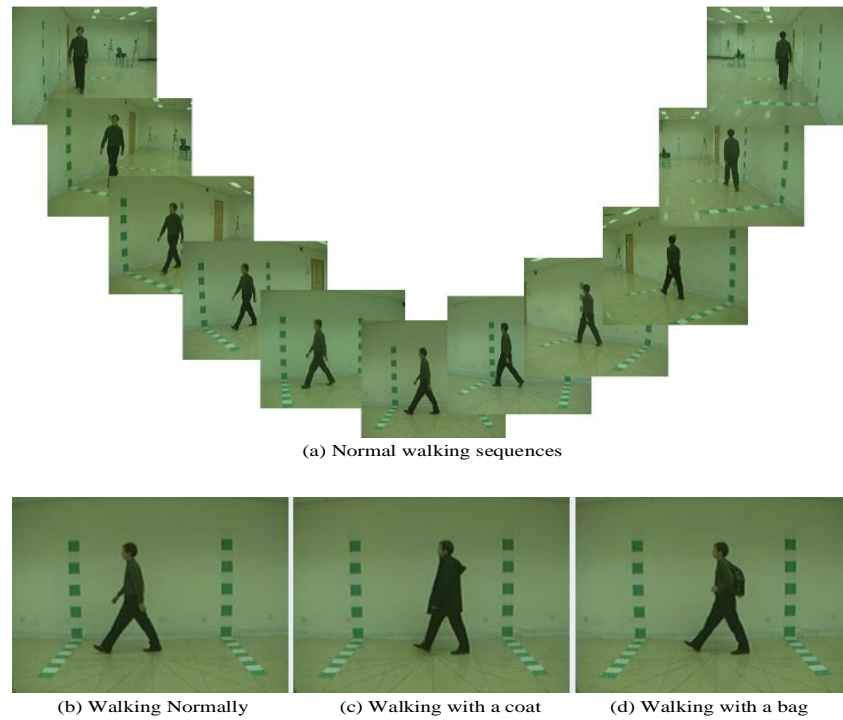 (a) Normal walking sequences
(b) Walking Normally
(c) Walking with a coat
(d) Walking with a bag